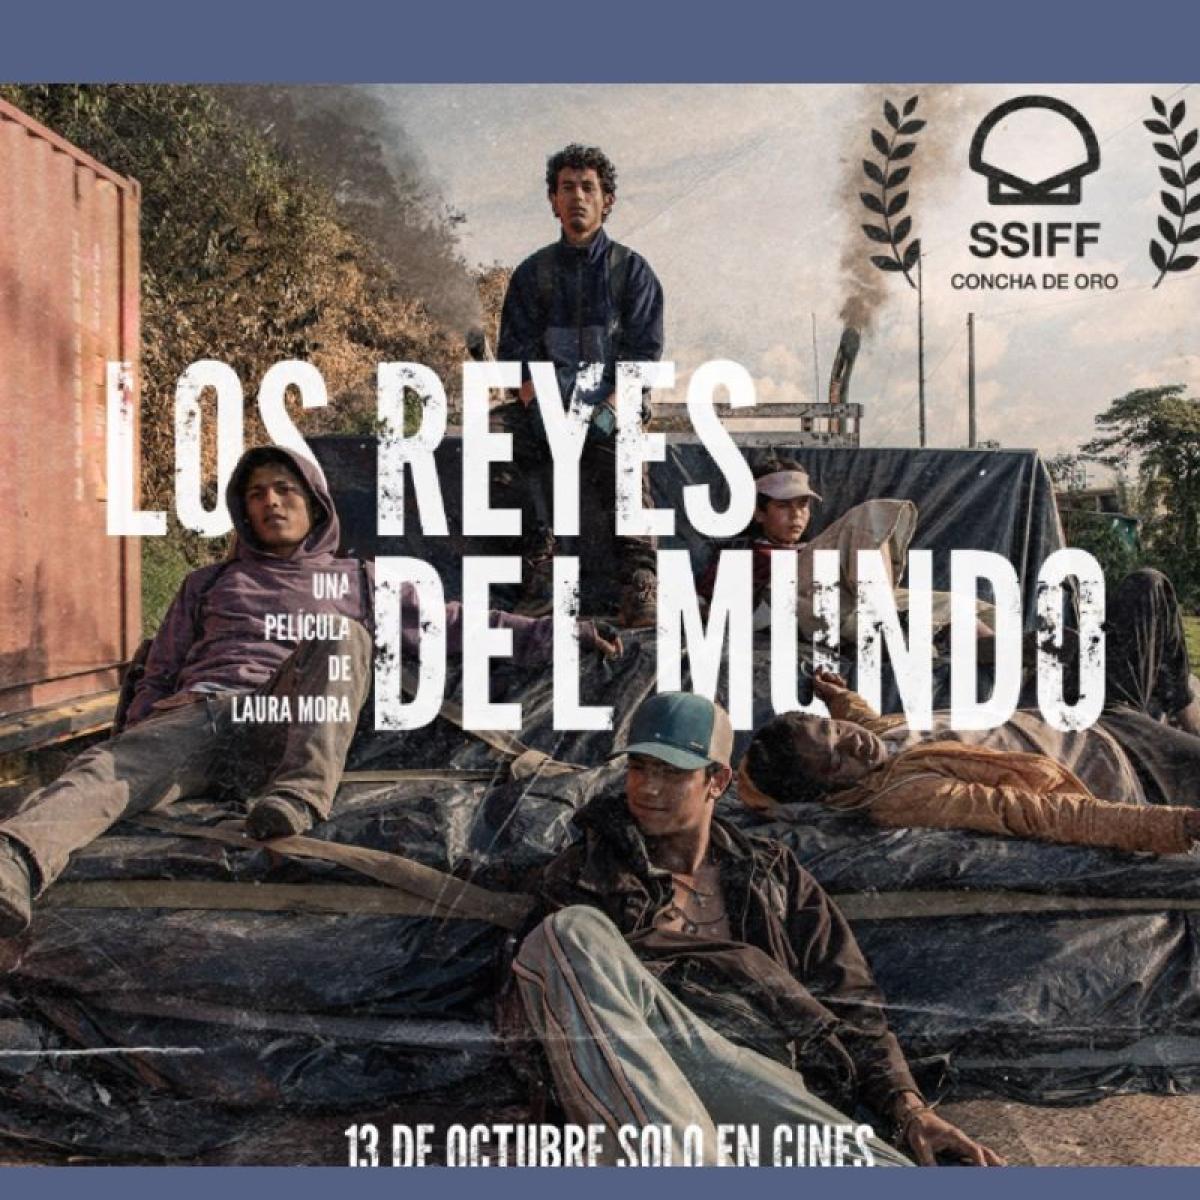 SSIFF
CONCHA DE ORO
LOS REYES
DEL MUNDO
UNA
PELÍCULA
DE
LAURA MORA
13 DE OCTUBRE SOLO EN CINES